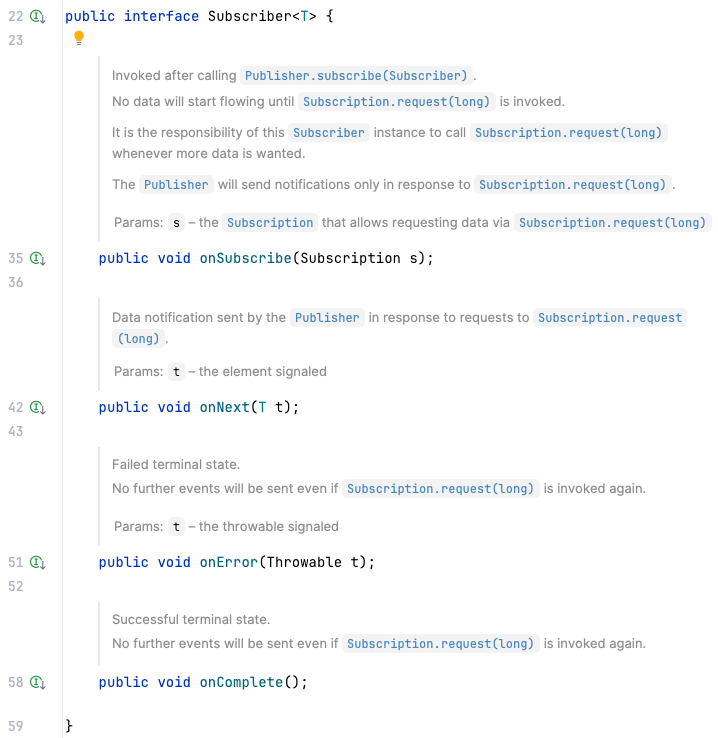 22 public interface Subscriber<T> {
23
Invoked after calling Publisher.subscribe(Subscriber).
No data will start flowing until Subscription.request(long) is invoked.
It is the responsibility of this Subscriber instance to call Subscription.request(long)
whenever more data is wanted.
The Publisher will send notifications only in response to Subscription.request(long).
Params: s – the Subscription that allows requesting data via Subscription.request(long)
35 public void onSubscribe(Subscription s);
36
Data notification sent by the Publisher in response to requests to Subscription.request
(long).
Params: t – the element signaled
42 public void onNext(T t);
43
Failed terminal state.
No further events will be sent even if Subscription.request(long) is invoked again.
Params: t – the throwable signaled
51 public void onError(Throwable t);
52
Successful terminal state.
No further events will be sent even if Subscription.request(long) is invoked again.
58 public void onComplete();
59 }